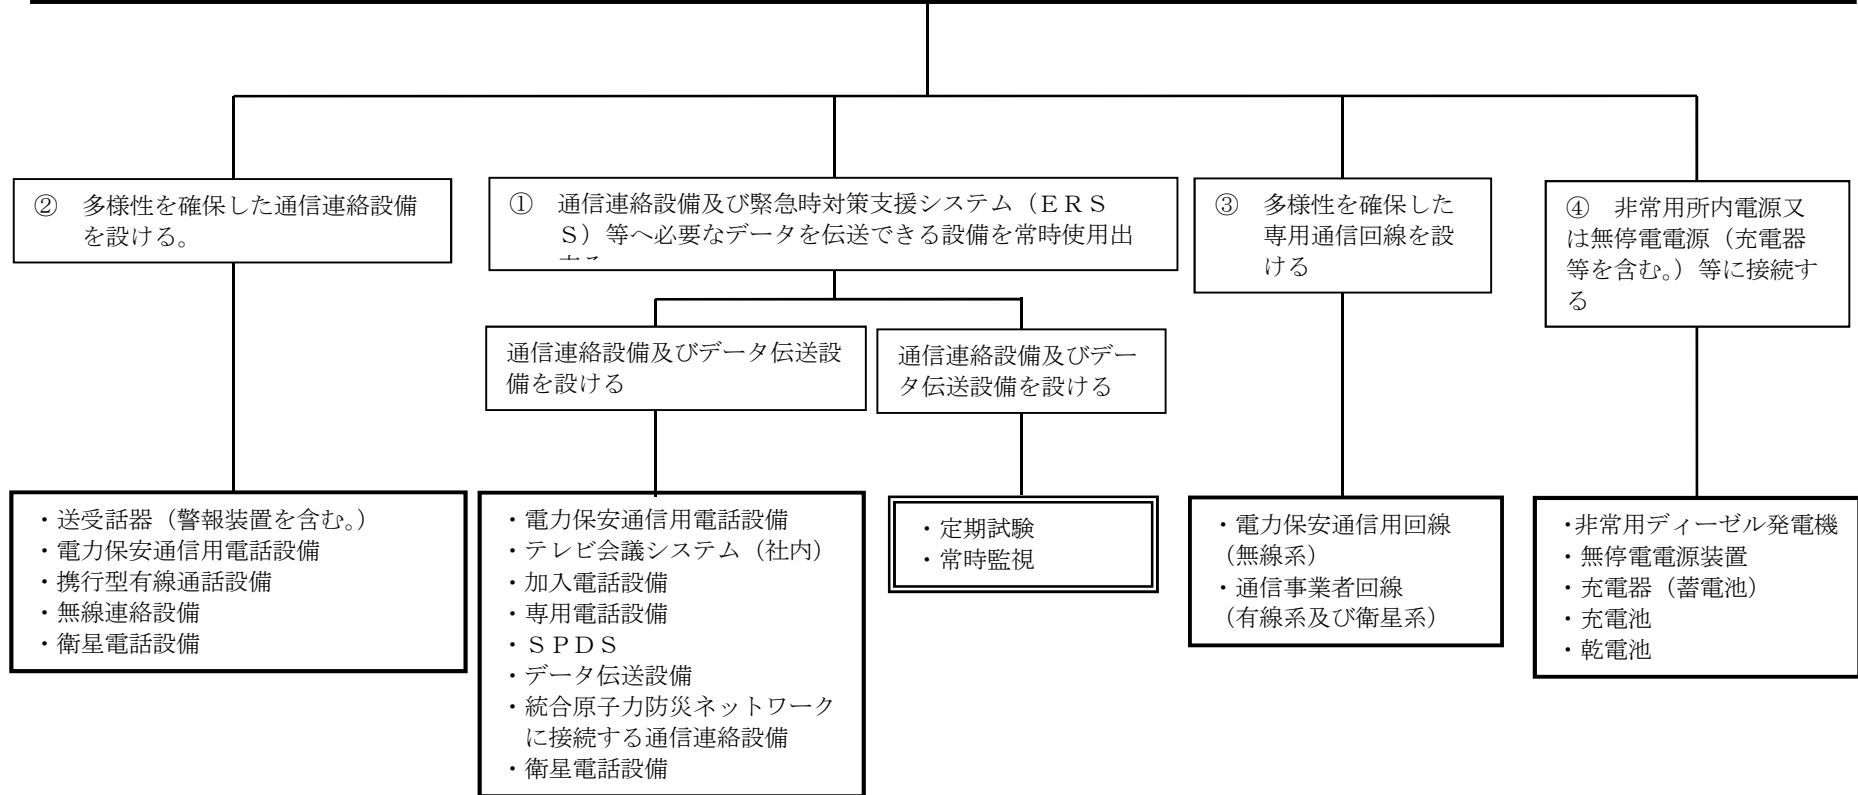 ② 多様性を確保した通信連絡設備
を設ける。
① 通信連絡設備及び緊急時対策支援システム（ＥＲＳ
Ｓ）等へ必要なデータを伝送できる設備を常時使用出
③ 多様性を確保した
専用通信回線を設
ける
④ 非常用所内電源又
は無停電電源（充電器
等を含む。）等に接続す
る
通信連絡設備及びデータ伝送設
備を設ける
通信連絡設備及びデー
タ伝送設備を設ける
・送受話器（警報装置を含む。）
・電力保安通信用電話設備
・携行型有線通話設備
・無線連絡設備
・衛星電話設備
・電力保安通信用電話設備
・テレビ会議システム（社内）
・加入電話設備
・専用電話設備
・ＳＰＤＳ
・データ伝送設備
・統合原子力防災ネットワーク
に接続する通信連絡設備
・衛星電話設備
・定期試験
・常時監視
・電力保安通信用回線
（無線系）
・通信事業者回線
（有線系及び衛星系）
・非常用ディーゼル発電機
・無停電電源装置
・充電器（蓄電池）
・充電池
・乾電池